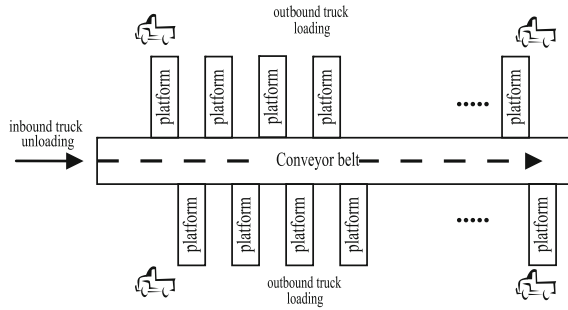 outbound truck
loading
platform
platform
platform
platform
platform
inbound truck
unloading
Conveyor belt
platform
platform
platform
platform
platform
outbound truck
loading